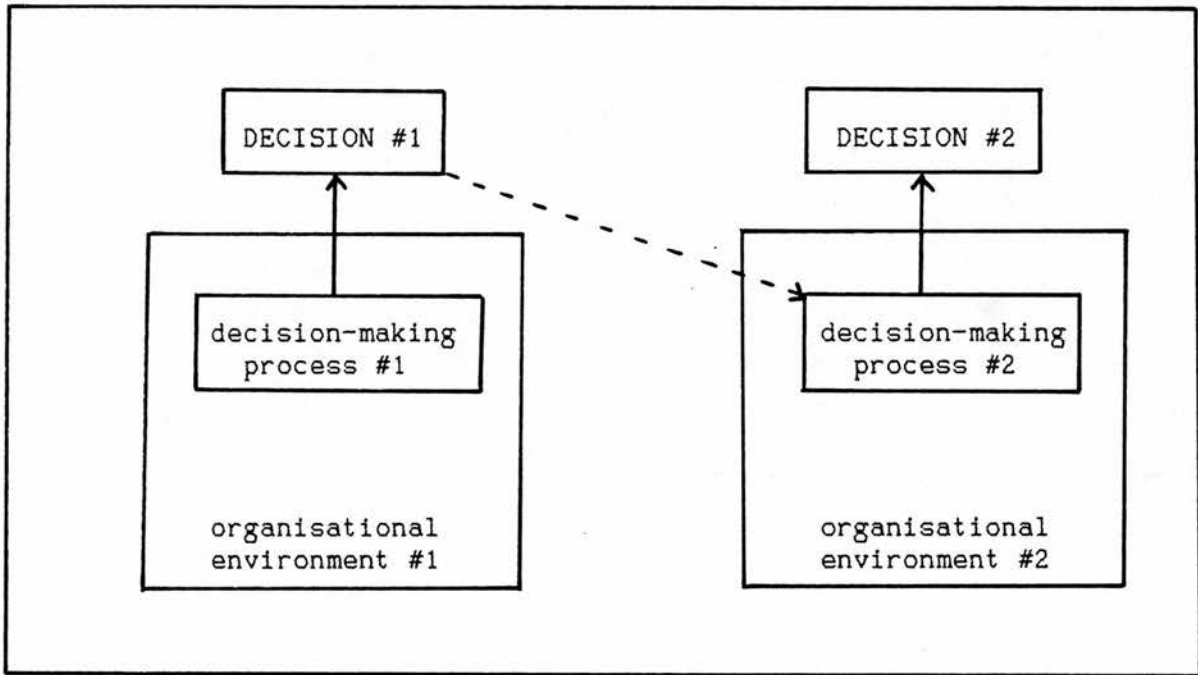 DECISION #1
DECISION #2
decision-making
process #1
decision-making
process #2
organisational
environment #1
organisational
environment #2